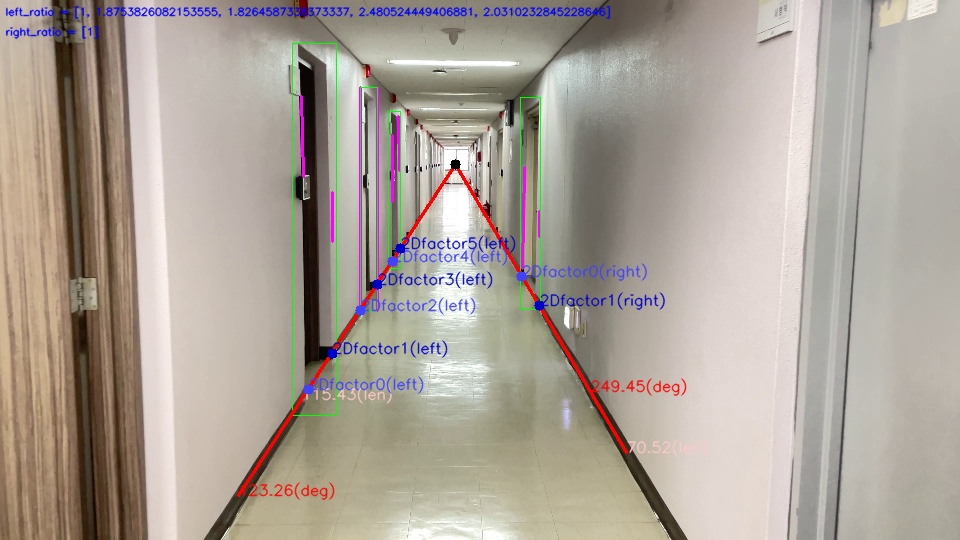 left_ratio = [1, 1.8753826082153555, 1.8264587338373337, 2.480524449406881, 2.0310232845228646]
right_ratio = [1]
2Dfactor5(left)
2Dfactor4(left)
2Dfactor0(right)
2Dfactor3(left)
2Dfactor1(right)
2Dfactor2(left)
2Dfactor1(left)
2Dfactor0(left)
249.45(deg)
115.43(len)
70.52(len)
123.26(deg)